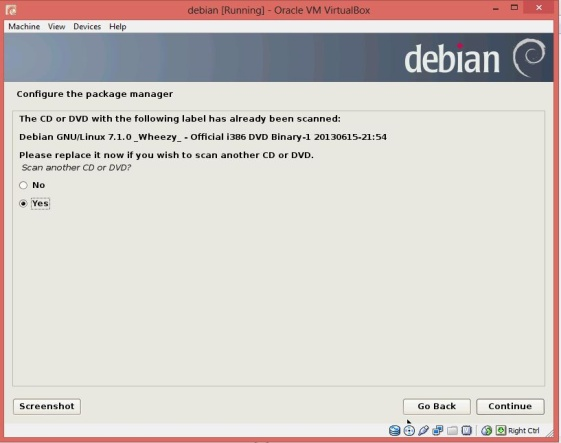 debian [Running] - Oracle VM VirtualBox
Machine View Devices Help
debian
Configure the package manager
The CD or DVD with the following label has already been scanned:
Debian GNU/Linux 7.1.0 _Wheezy_ - Official i386 DVD Binary-1 20130615-21:54
Please replace it now if you wish to scan another CD or DVD.
Scan another CD or DVD?
No
Yes
Screenshot
Go Back
Continue
Right Ctrl